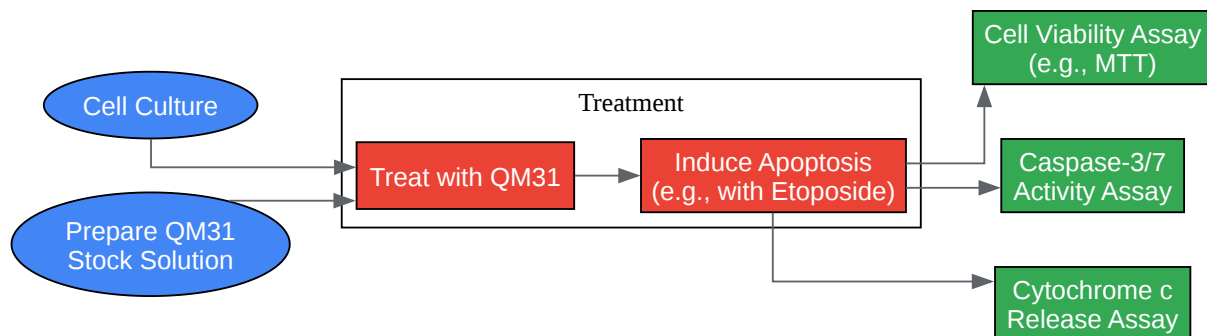 Cell Culture
Prepare QM31
Stock Solution
Treatment
Treat with QM31
Induce Apoptosis
(e.g., with Etoposide)
Cell Viability Assay
(e.g., MTT)
Caspase-3/7
Activity Assay
Cytochrome c
Release Assay